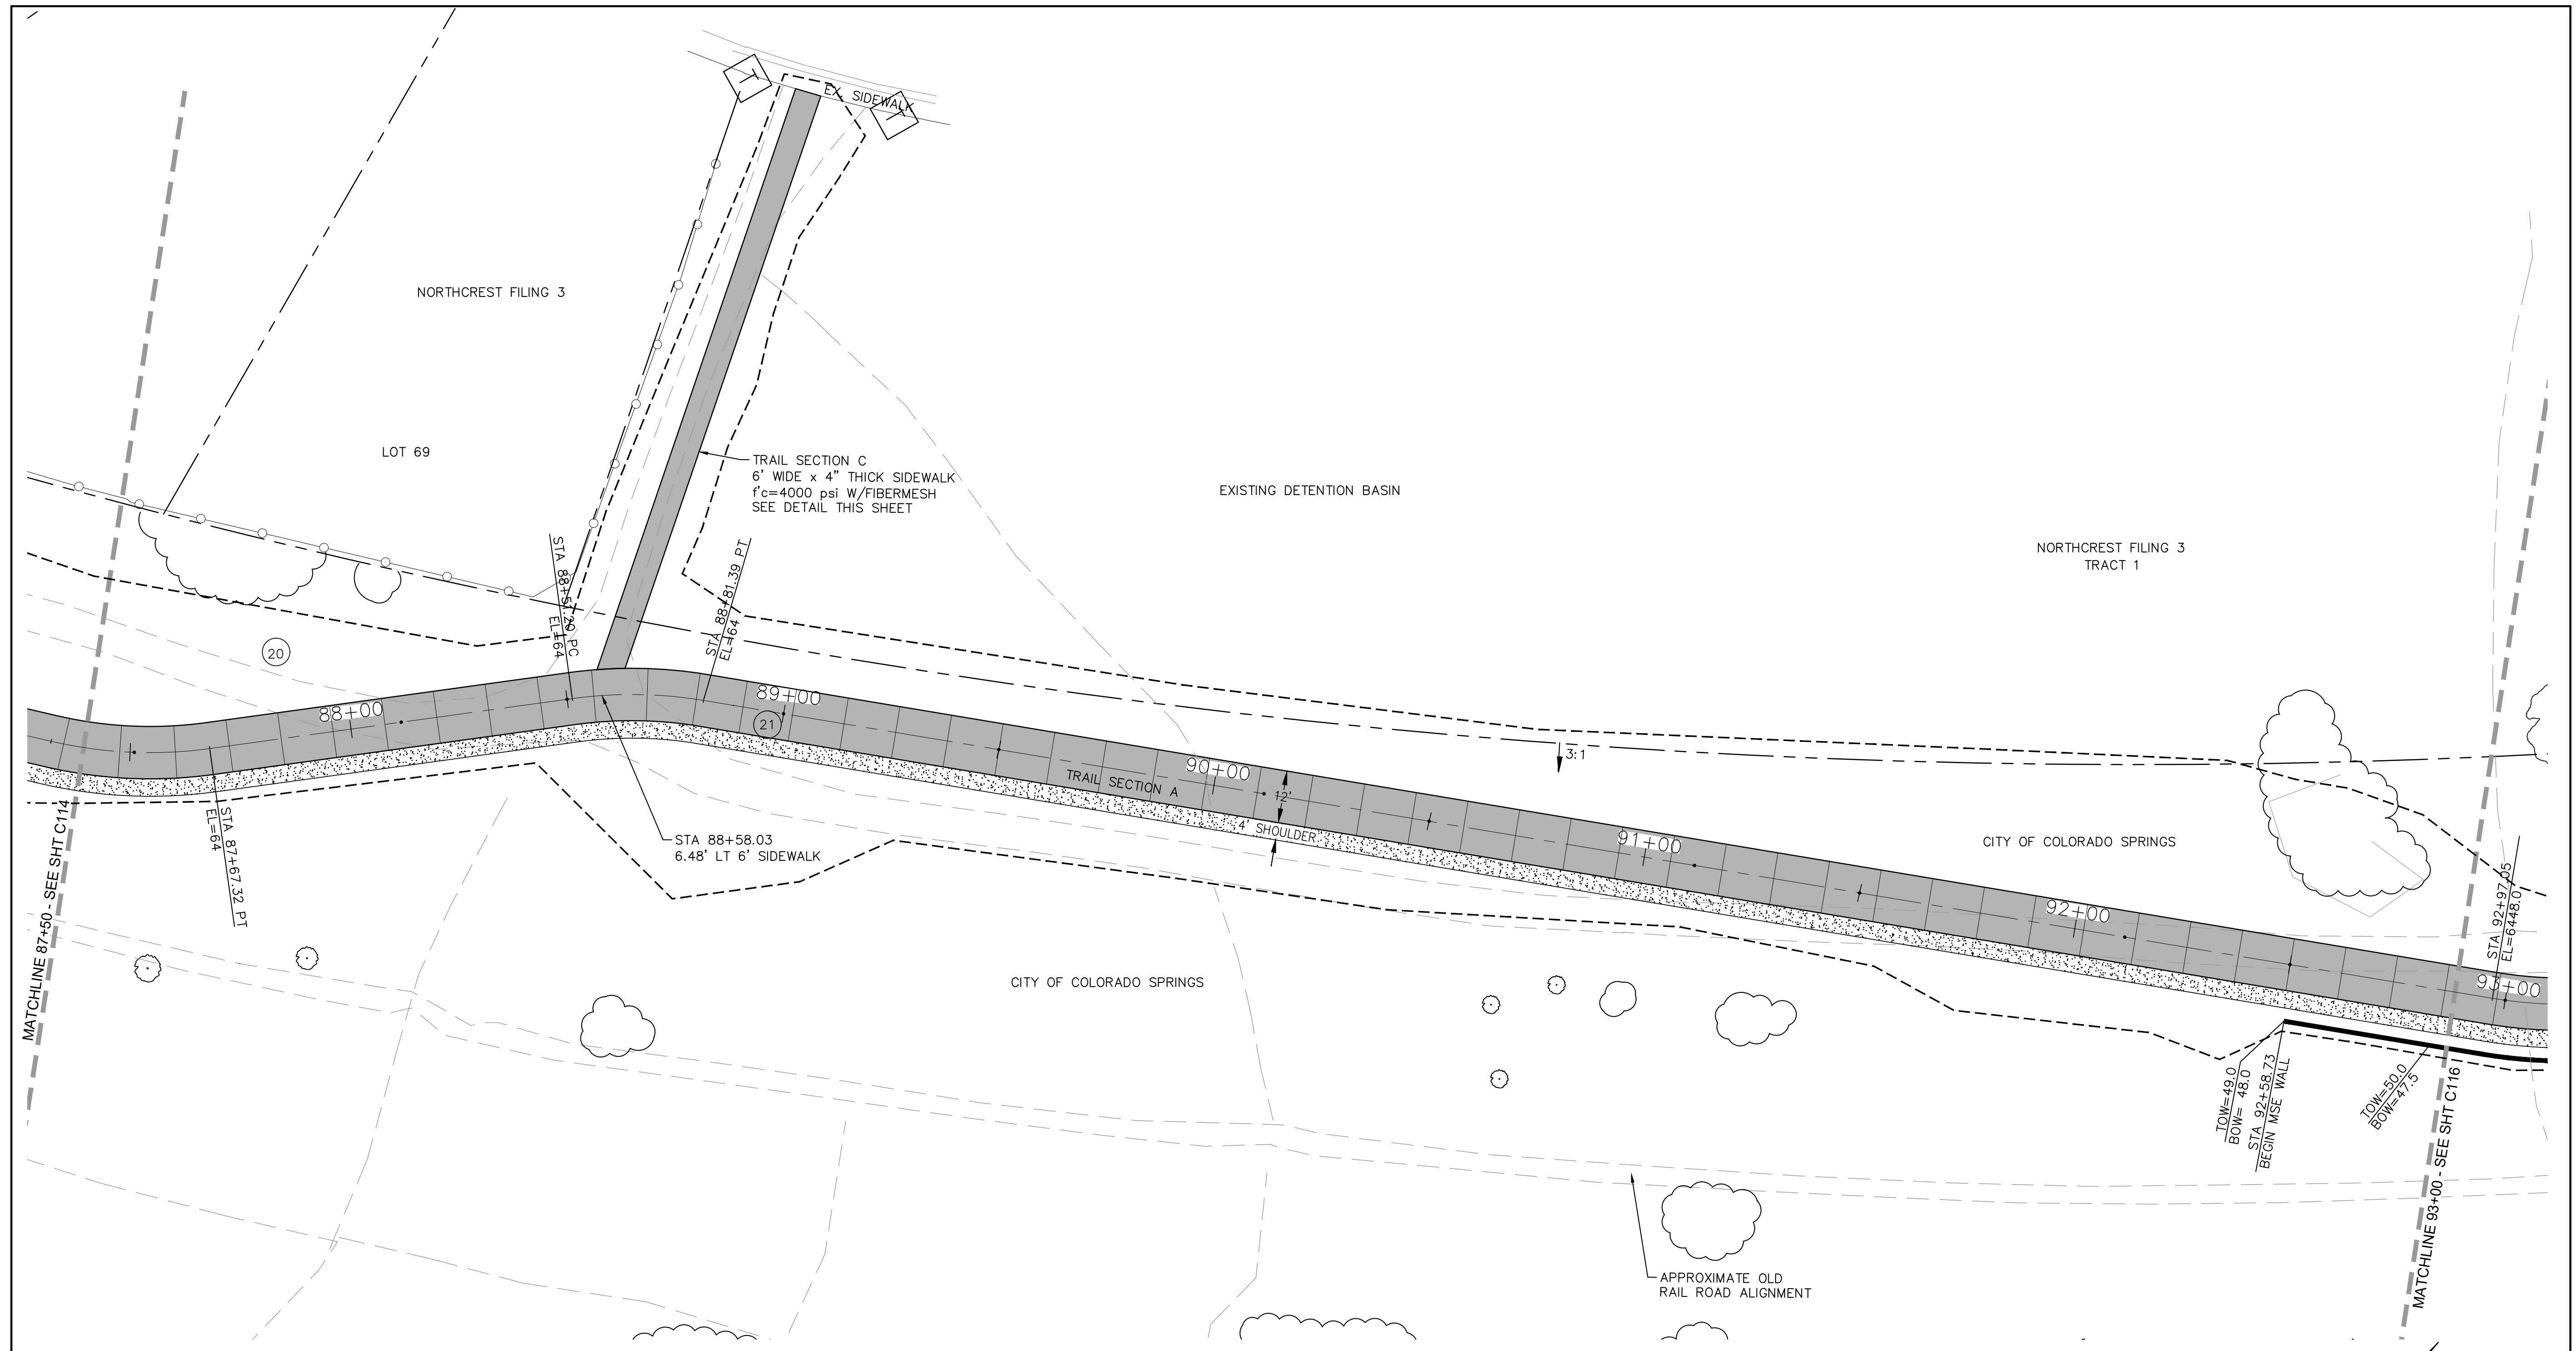 EX. SIDEWALK
NORTHCREST FILING 3
LOT 69
TRAIL SECTION C
6' WIDE x 4" THICK SIDEWALK
f'c=4000 psi W/FIBERMESH
SEE DETAIL THIS SHEET
EXISTING DETENTION BASIN
NORTHCREST FILING 3
TRACT 1
STA 88+51.20 PC
EL=64
STA 88+81.39 PT
EL=64
20
21
88+00
89+00
90+00
91+00
92+00
93+00
TRAIL SECTION A
12'
4' SHOULDER
3:1
STA 87+67.32 PT
EL=64
STA 88+58.03
6.48' LT 6' SIDEWALK
CITY OF COLORADO SPRINGS
CITY OF COLORADO SPRINGS
STA 92+97.05
EL=6448.0
MATCHLINE 87+50 - SEE SHT C114
TOW=49.0
BOW= 48.0
STA 92+58.73
BEGIN MSE WALL
TOW=50.0
BOW=47.5
MATCHLINE 93+00 - SEE SHT C116
APPROXIMATE OLD
RAIL ROAD ALIGNMENT